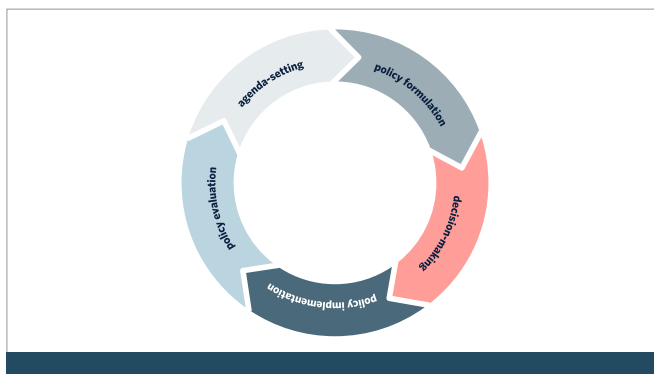 agenda-setting
policy formulation
decision-making
policy implementation
policy evaluation